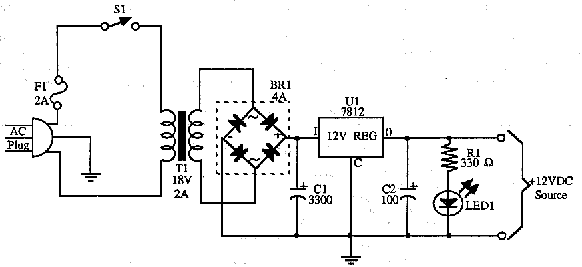 S1
F1
2A
AC
Plug
T1
18V
2A
BR1
4A
~
-
+
~
U1
7812
I
12V REG
O
C
+
C1
3300
+
C2
100
R1
330 Ω
LED1
+12VDC
Source